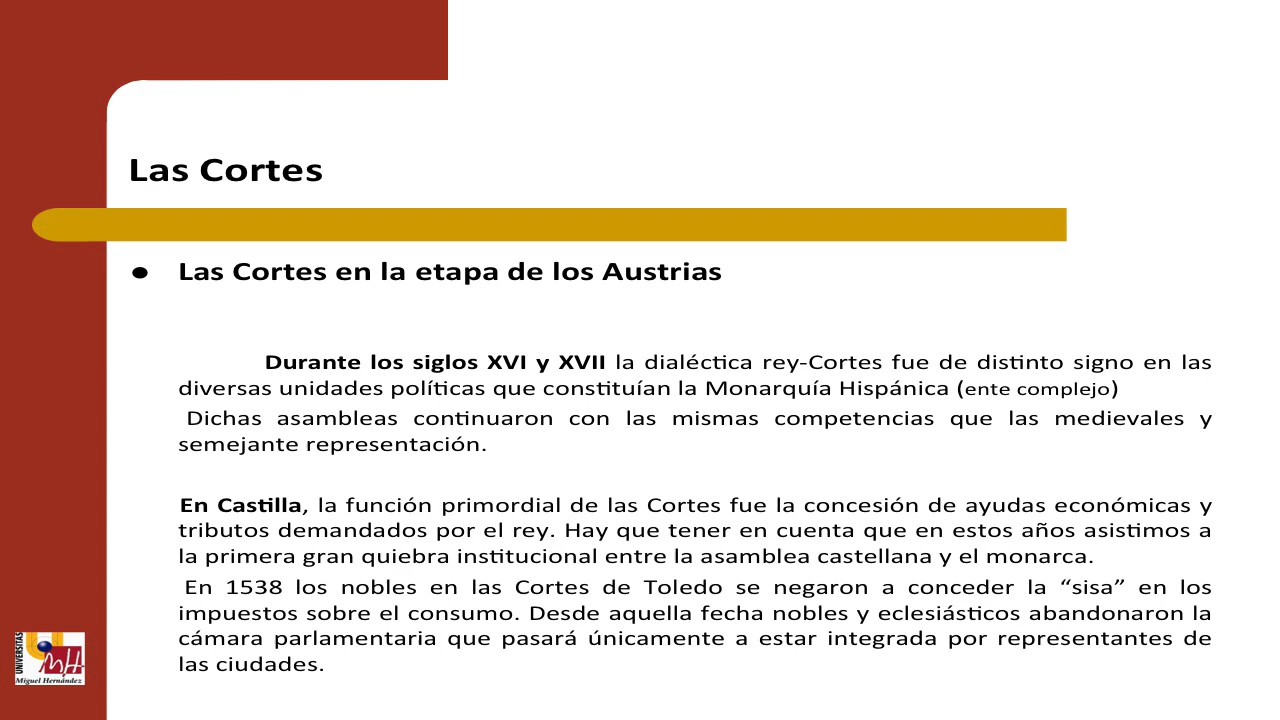 Las Cortes
● Las Cortes en la etapa de los Austrias
Durante los siglos XVI y XVII la dialéctica rey-Cortes fue de distinto signo en las
diversas unidades políticas que constituían la Monarquía Hispánica (ente complejo)
Dichas asambleas continuaron con las mismas competencias que las medievales y
semejante representación.
En Castilla, la función primordial de las Cortes fue la concesión de ayudas económicas y
tributos demandados por el rey. Hay que tener en cuenta que en estos años asistimos a
la primera gran quiebra institucional entre la asamblea castellana y el monarca.
En 1538 los nobles en las Cortes de Toledo se negaron a conceder la “sisa” en los
impuestos sobre el consumo. Desde aquella fecha nobles y eclesiásticos abandonaron la
cámara parlamentaria que pasará únicamente a estar integrada por representantes de
las ciudades.
UNIVERSITAS
MH
Miguel Hernández